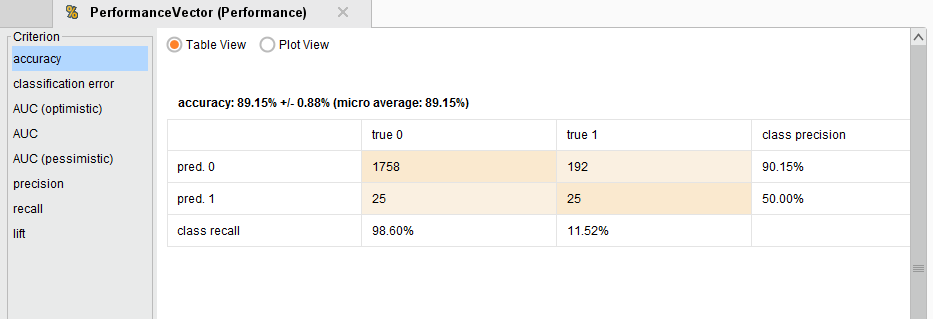 PerformanceVector (Performance)
Criterion
accuracy
classification error
AUC (optimistic)
AUC
AUC (pessimistic)
precision
recall
lift
Table View Plot View
accuracy: 89.15% +/- 0.88% (micro average: 89.15%)
true 0 true 1 class precision
pred. 0 1758 192 90.15%
pred. 1 25 25 50.00%
class recall 98.60% 11.52%